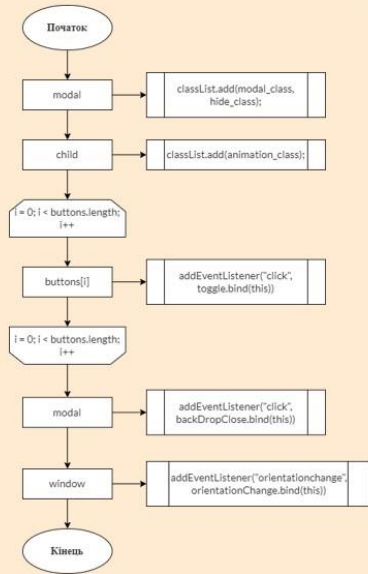 Початок
modal
classList.add(modal_class,
hide_class);
child
classList.add(animation_class);
i = 0; i < buttons.length;
i++
buttons[i]
addEventListener("click",
toggle.bind(this))
i = 0; i < buttons.length;
i++
modal
addEventListener("click",
backDropClose.bind(this))
window
addEventListener("orientationchange",
orientationChange.bind(this))
Кінець